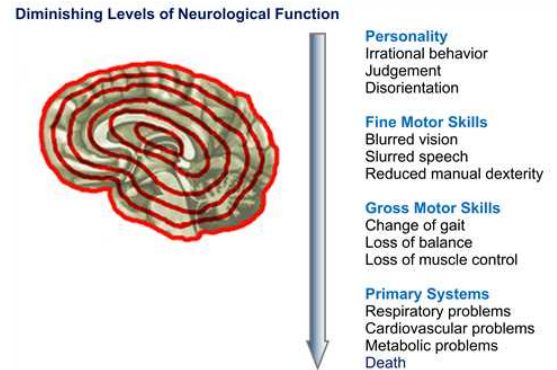 Diminishing Levels of Neurological Function
Personality
Irrational behavior
Judgement
Disorientation
Fine Motor Skills
Blurred vision
Slurred speech
Reduced manual dexterity
Gross Motor Skills
Change of gait
Loss of balance
Loss of muscle control
Primary Systems
Respiratory problems
Cardiovascular problems
Metabolic problems
Death